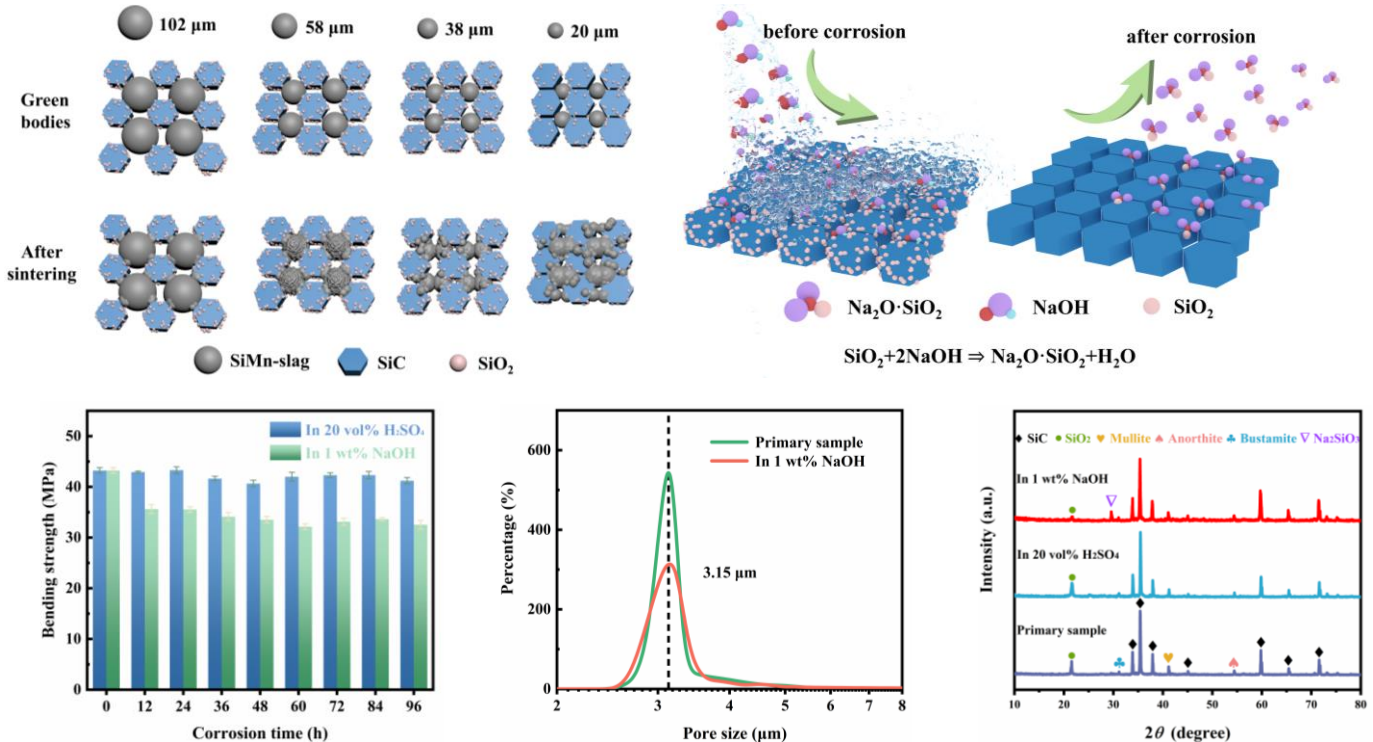 102 μm
58 μm
38 μm
20 μm
Green
bodies
After
sintering
SiMn-slag
SiC
SiO₂
before corrosion
after corrosion
Na₂O·SiO₂
NaOH
SiO₂
SiO₂+2NaOH ⇒ Na₂O·SiO₂+H₂O
Bending strength (MPa)
50
40
30
20
10
0
In 20 vol% H₂SO₄
In 1 wt% NaOH
0 12 24 36 48 60 72 84 96
Corrosion time (h)
Percentage (%)
600
400
200
0
Primary sample
In 1 wt% NaOH
3.15 μm
2 3 4 5 6 7 8
Pore size (μm)
Intensity (a.u.)
SiC SiO₂ Mullite Anorthite Bustamite Na₂SiO₃
In 1 wt% NaOH
In 20 vol% H₂SO₄
Primary sample
10 20 30 40 50 60 70 80
2θ (degree)